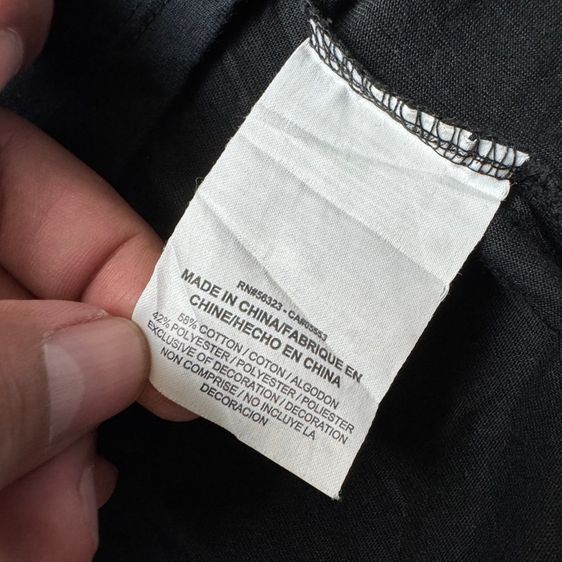 RN#56323 - CA#05553
MADE IN CHINA/FABRIQUE EN
CHINE/HECHO EN CHINA
58% COTTON / COTON / ALGODON
42% POLYESTER / POLYESTER / POLIESTER
EXCLUSIVE OF DECORATION / DECORATION
NON COMPRISE / NO INCLUYE LA
DECORACION